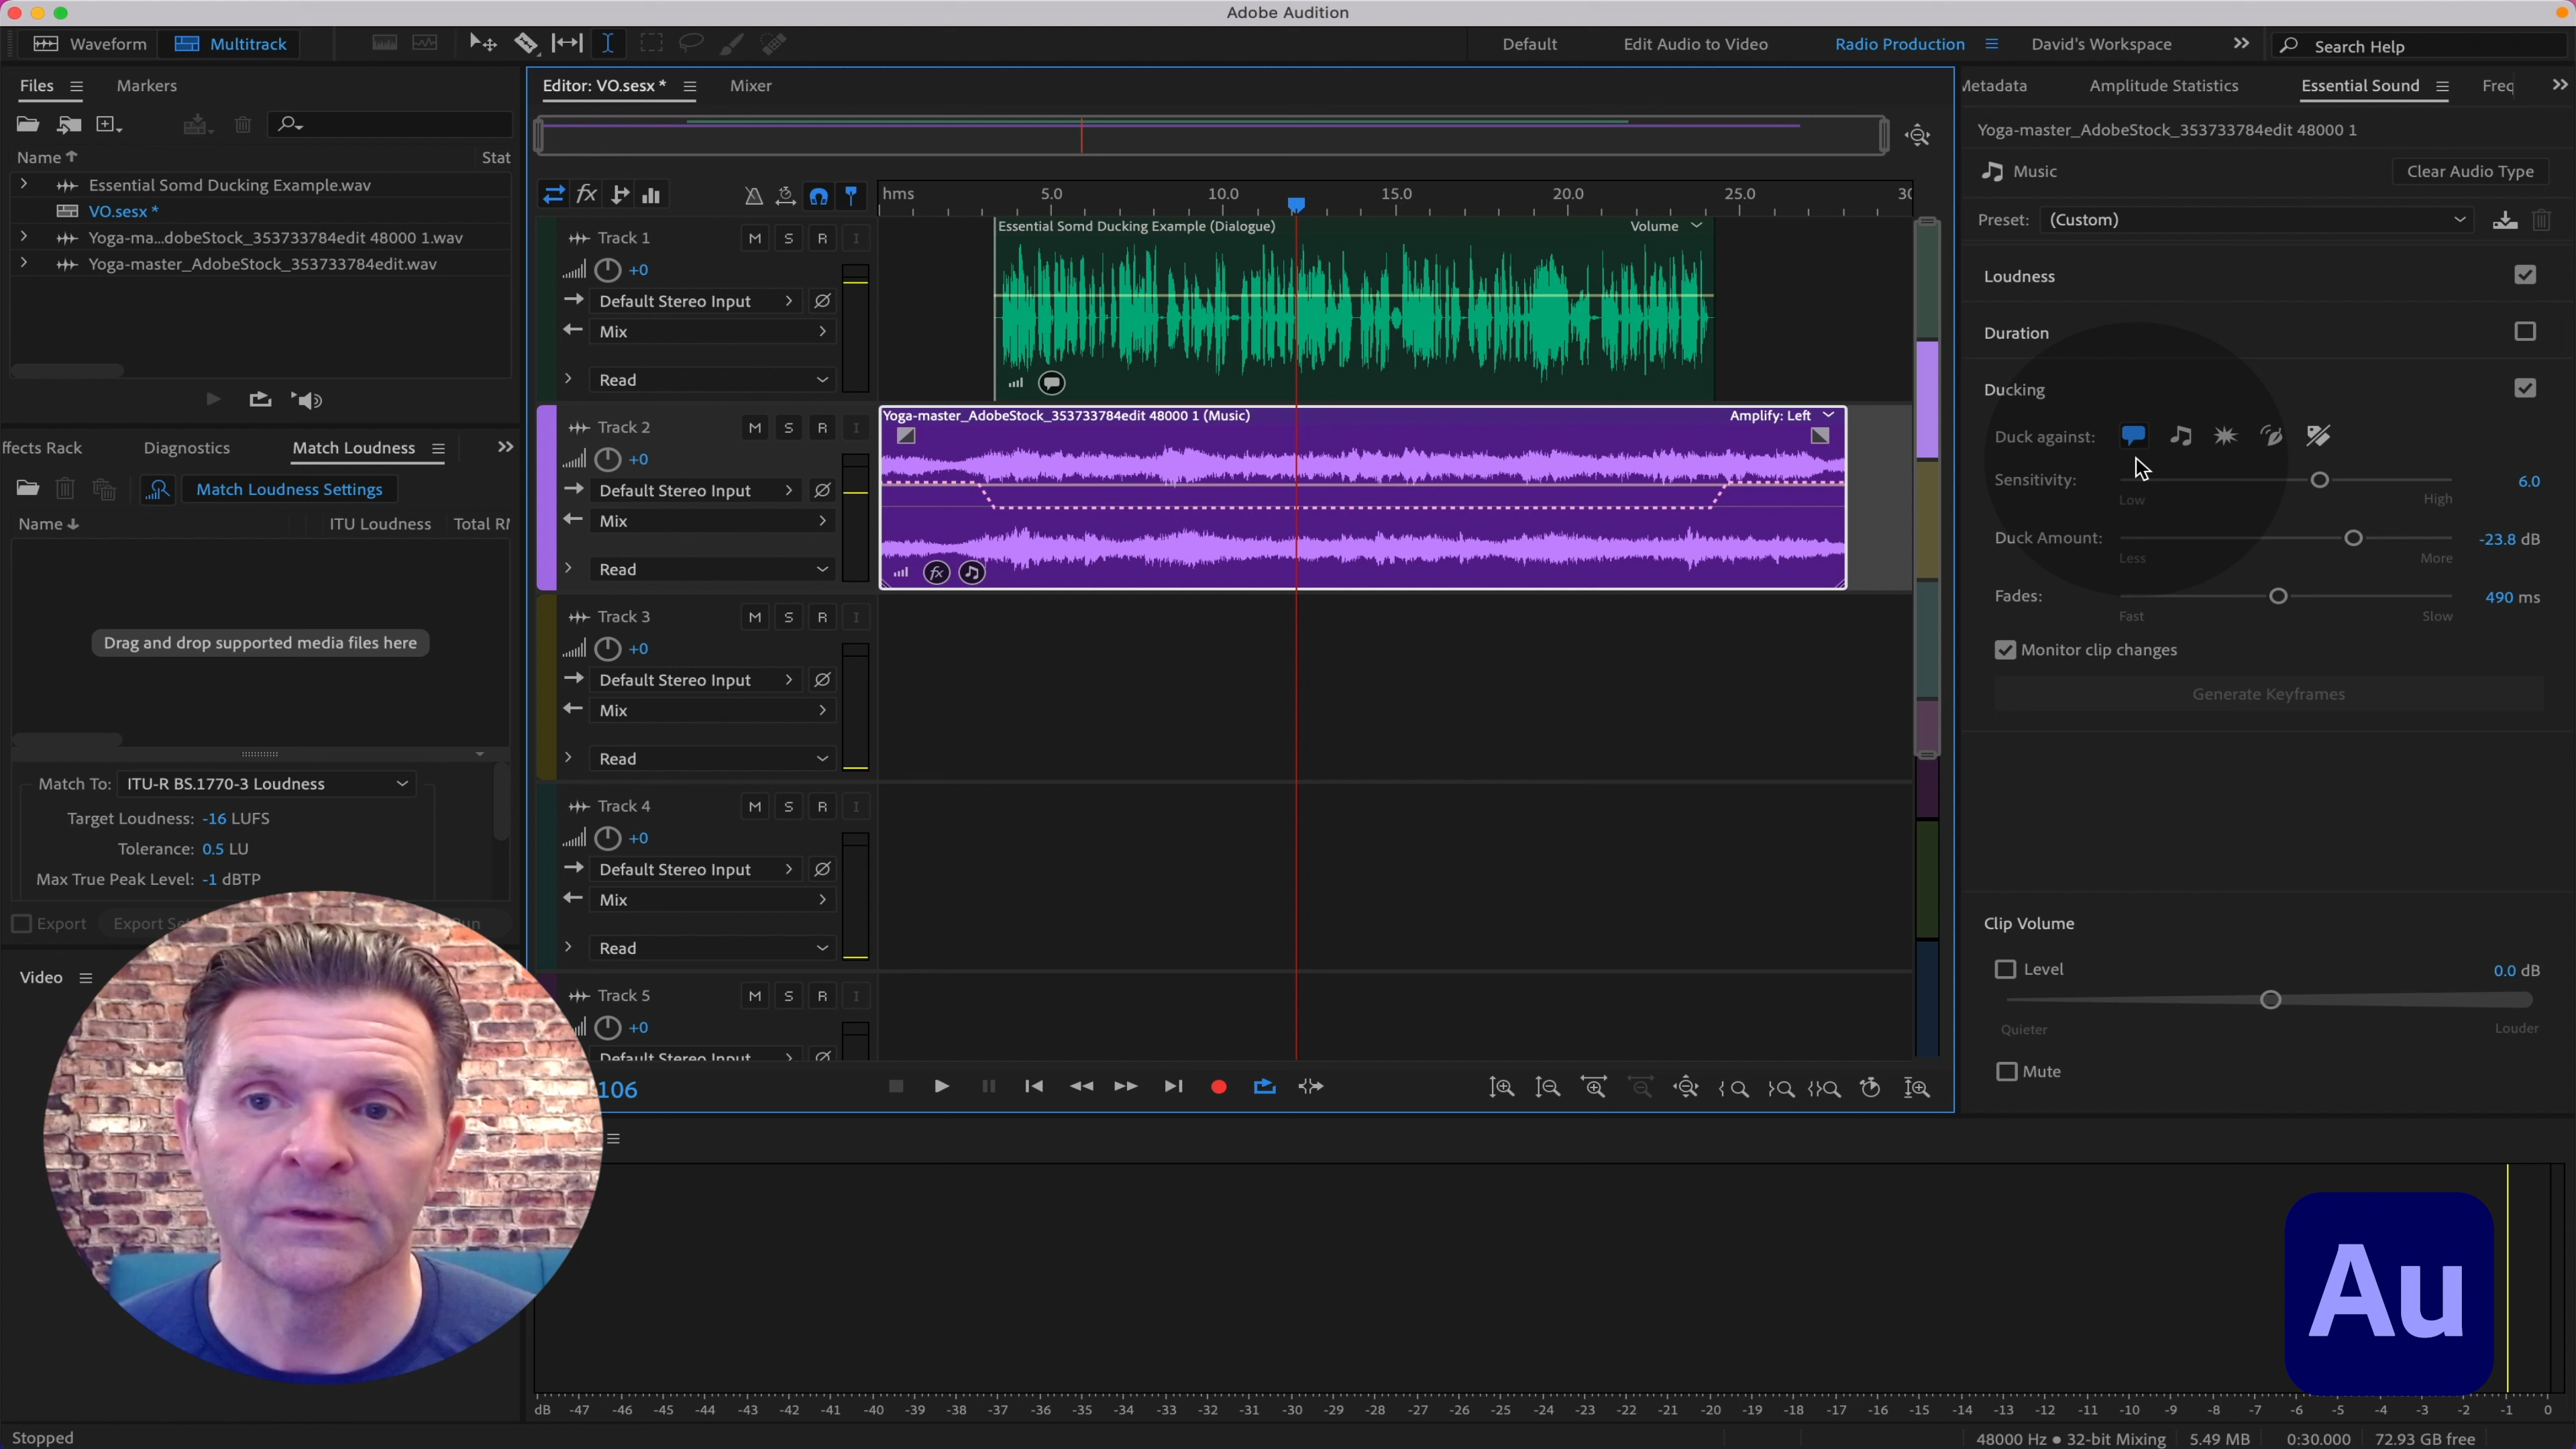 Adobe Audition
Waveform
Multitrack
Default
Edit Audio to Video
Radio Production
David's Workspace
Search Help
Files
Markers
Name
Stat
Essential Somd Ducking Example.wav
VO.sesx *
Yoga-ma...dobeStock_353733784edit 48000 1.wav
Yoga-master_AdobeStock_353733784edit.wav
ffects Rack
Diagnostics
Match Loudness
Match Loudness Settings
Name
ITU Loudness
Total RM
Drag and drop supported media files here
Match To:
ITU-R BS.1770-3 Loudness
Target Loudness: -16 LUFS
Tolerance: 0.5 LU
Max True Peak Level: -1 dBTP
Export
Video
Editor: VO.sesx *
Mixer
hms 5.0 10.0 15.0 20.0 25.0
Track 1 M S R I
+0
Default Stereo Input
Mix
Read
Essential Somd Ducking Example (Dialogue)
Volume
Track 2 M S R I
+0
Default Stereo Input
Mix
Read
Yoga-master_AdobeStock_353733784edit 48000 1 (Music)
Amplify: Left
fx
Track 3 M S R I
+0
Default Stereo Input
Mix
Read
Track 4 M S R I
+0
Default Stereo Input
Mix
Read
Track 5 M S R I
+0
Default Stereo Input
106
Metadata
Amplitude Statistics
Essential Sound
Freq
Yoga-master_AdobeStock_353733784edit 48000 1
Music
Clear Audio Type
Preset: (Custom)
Loudness
Duration
Ducking
Duck against:
Sensitivity: 6.0
Low High
Duck Amount: -23.8 dB
Less More
Fades: 490 ms
Fast Slow
Monitor clip changes
Generate Keyframes
Clip Volume
Level 0.0 dB
Quieter Louder
Mute
Au
dB -47 -46 -45 -44 -43 -42 -41 -40 -39 -38 -37 -36 -35 -34 -33 -32 -31 -30 -29 -28 -27 -26 -25 -24 -23 -22 -21 -20 -19 -18 -17 -16 -15 -14 -13 -12 -11 -10 -9 -8 -7 -6 -5 -4 -3 -2 -1 0
Stopped
48000 Hz ● 32-bit Mixing 5.49 MB 0:30.000 72.93 GB free